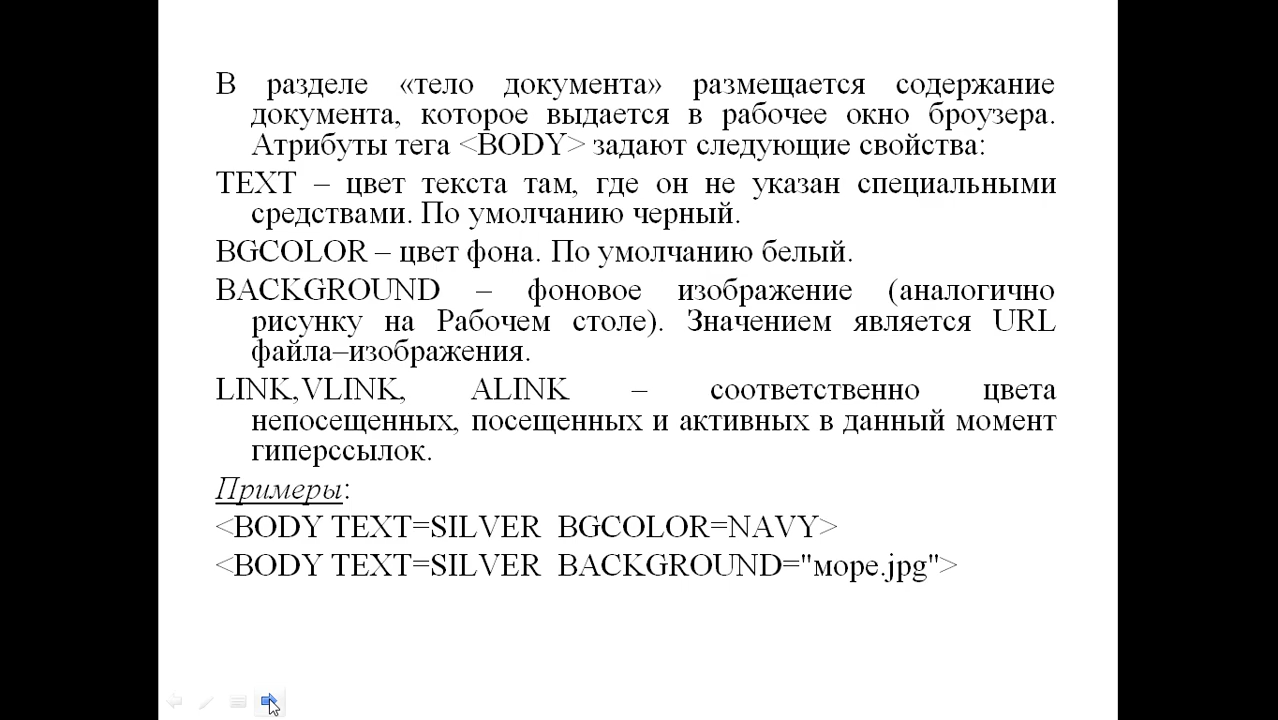 В разделе «тело документа» размещается содержание
документа, которое выдается в рабочее окно броузера.
Атрибуты тега <BODY> задают следующие свойства:
TEXT – цвет текста там, где он не указан специальными
средствами. По умолчанию черный.
BGCOLOR – цвет фона. По умолчанию белый.
BACKGROUND – фоновое изображение (аналогично
рисунку на Рабочем столе). Значением является URL
файла–изображения.
LINK,VLINK, ALINK – соответственно цвета
непосещенных, посещенных и активных в данный момент
гиперссылок.
Примеры:
<BODY TEXT=SILVER BGCOLOR=NAVY>
<BODY TEXT=SILVER BACKGROUND="море.jpg">